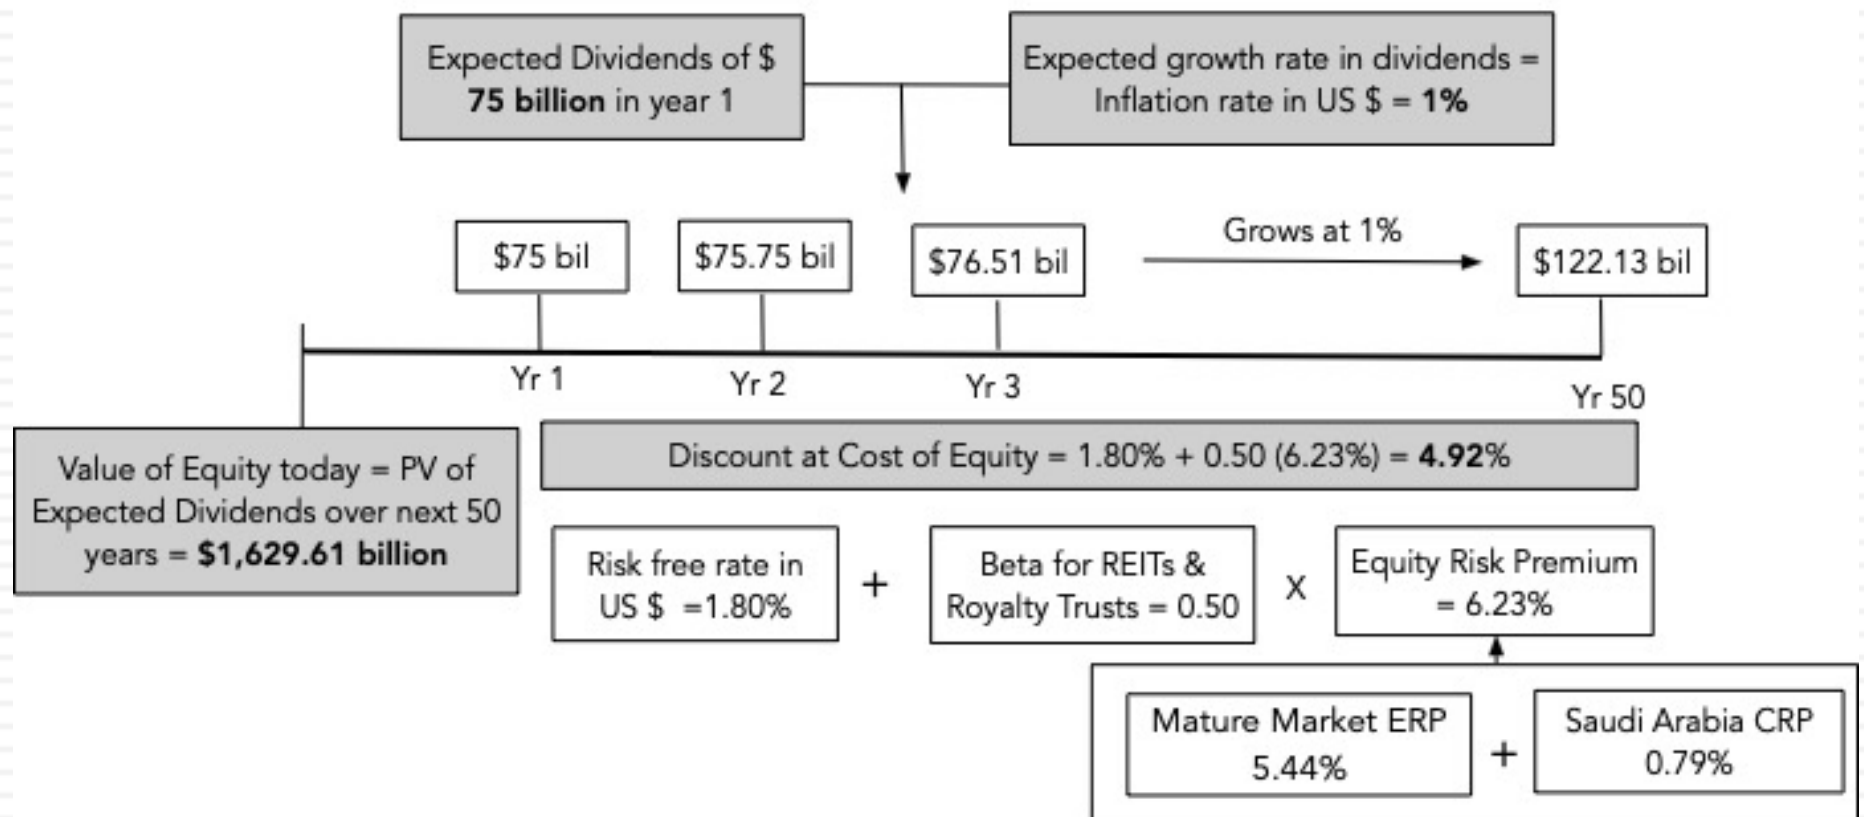 Expected Dividends of $
75 billion in year 1
Expected growth rate in dividends =
Inflation rate in US $ = 1%
$75 bil
$75.75 bil
$76.51 bil
Grows at 1%
$122.13 bil
Yr 1
Yr 2
Yr 3
Yr 50
Value of Equity today = PV of
Expected Dividends over next 50
years = $1,629.61 billion
Discount at Cost of Equity = 1.80% + 0.50 (6.23%) = 4.92%
Risk free rate in
US $ =1.80%
+
Beta for REITs &
Royalty Trusts = 0.50
X
Equity Risk Premium
= 6.23%
Mature Market ERP
5.44%
+
Saudi Arabia CRP
0.79%